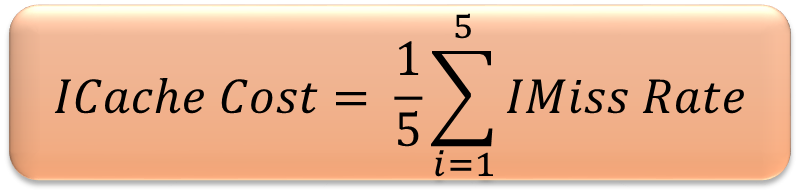 ICache Cost = 1/5 ∑_{i=1}^{5} IMiss Rate